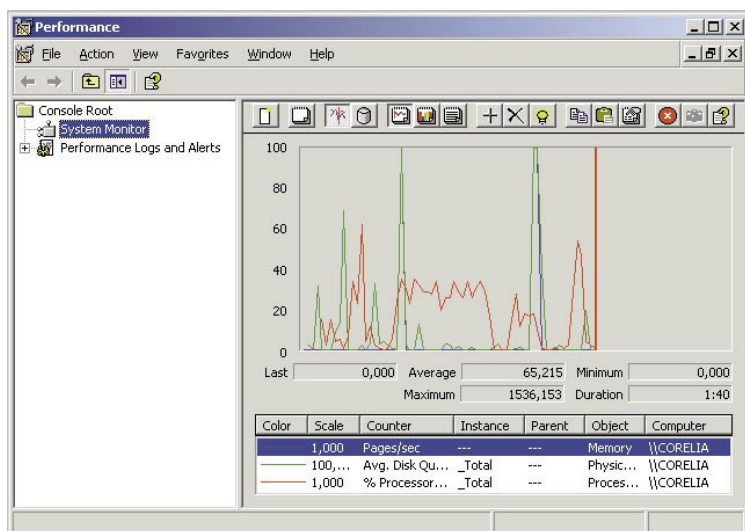 Performance
File Action View Favorites Window Help
Console Root
System Monitor
Performance Logs and Alerts
100
80
60
40
20
0
Last 0,000 Average 65,215 Minimum 0,000
Maximum 1536,153 Duration 1:40
Color Scale Counter Instance Parent Object Computer
1,000 Pages/sec --- --- Memory \\CORELIA
100,... Avg. Disk Qu... _Total --- Physic... \\CORELIA
1,000 % Processor... _Total --- Proces... \\CORELIA